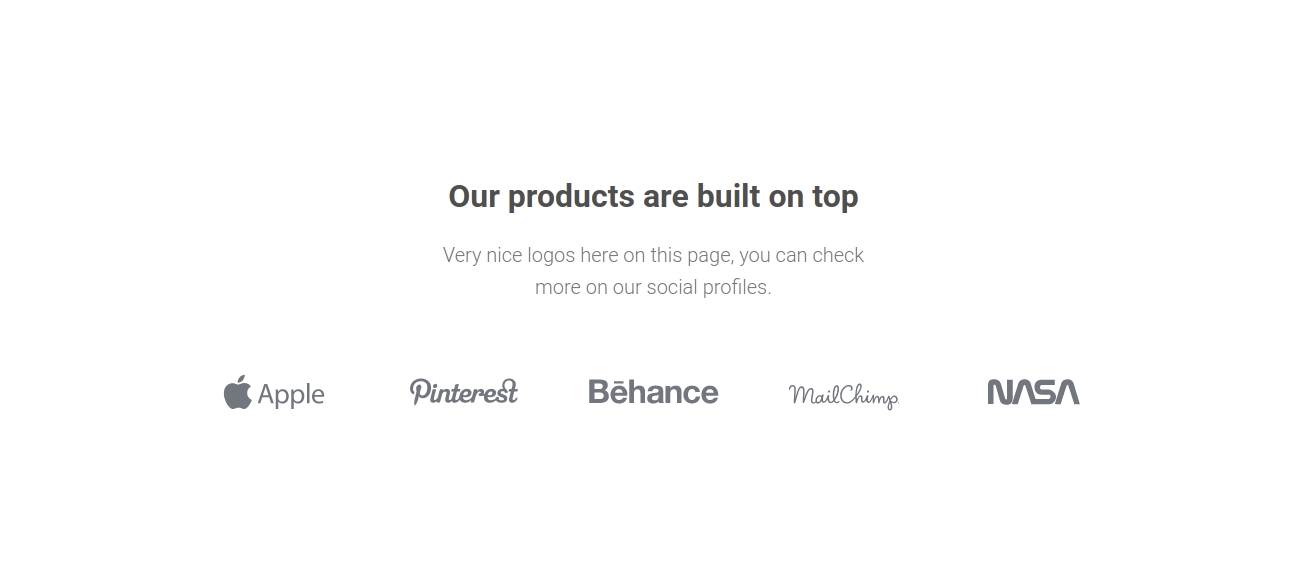 Our products are built on top
Very nice logos here on this page, you can check
more on our social profiles.
Apple Pinterest Bēhance MailChimp. NASA